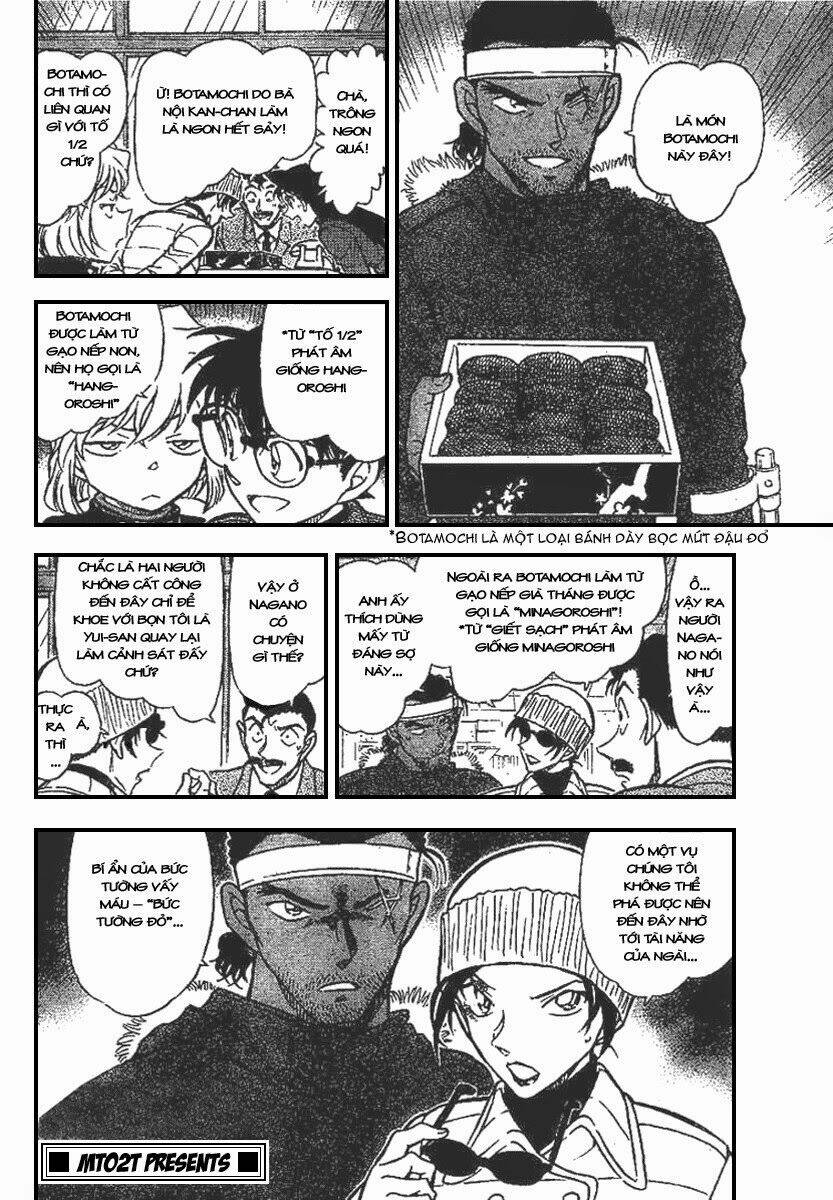 LÀ MÓN
BOTAMOCHI
NÀY ĐÂY!
CHÀ,
TRÔNG
NGON
QUÁ!
Ừ! BOTAMOCHI DO BÀ
NỘI KAN-CHAN LÀM
LÀ NGON HẾT SẢY!
BOTAMO-
CHI THÌ CÓ
LIÊN QUAN
GÌ VỚI TỐ
1/2
CHỨ?
*TỪ "TỐ 1/2"
PHÁT ÂM
GIỐNG HANG-
OROSHI
BOTAMOCHI
ĐƯỢC LÀM TỪ
GẠO NẾP NON,
NÊN HỌ GỌI LÀ
"HANG-
OROSHI"
*BOTAMOCHI LÀ MỘT LOẠI BÁNH DÀY BỌC MỨT ĐẬU ĐỎ
Ồ...
VẬY RA
NGƯỜI
NAGA-
NO NÓI
NHƯ
VẬY
À...
NGOÀI RA BOTAMOCHI LÀM TỪ
GẠO NẾP GIÀ THÁNG ĐƯỢC
GỌI LÀ "MINAGOROSHI"!
*TỪ "GIẾT SẠCH" PHÁT ÂM
GIỐNG MINAGOROSHI
ANH ẤY
THÍCH DÙNG
MẤY TỪ
ĐÁNG SỢ
NÀY...
VẬY Ở
NAGANO
CÓ
CHUYỆN
GÌ THẾ?
CHẮC LÀ HAI NGƯỜI
KHÔNG CẤT CÔNG
ĐẾN ĐÂY CHỈ ĐỂ
KHOE VỚI BỌN TÔI LÀ
YUI-SAN QUAY LẠI
LÀM CẢNH SÁT ĐẤY
CHỨ?
À,
THỰC
RA
THÌ
...
CÓ MỘT VỤ
CHÚNG TÔI
KHÔNG THỂ
PHÁ ĐƯỢC NÊN
ĐẾN ĐÂY NHỜ
TỚI TÀI NĂNG
CỦA NGÀI...
BÍ ẨN CỦA BỨC
TƯỜNG VẤY
MÁU – "BỨC
TƯỜNG ĐỎ"...
MT02T PRESENTS